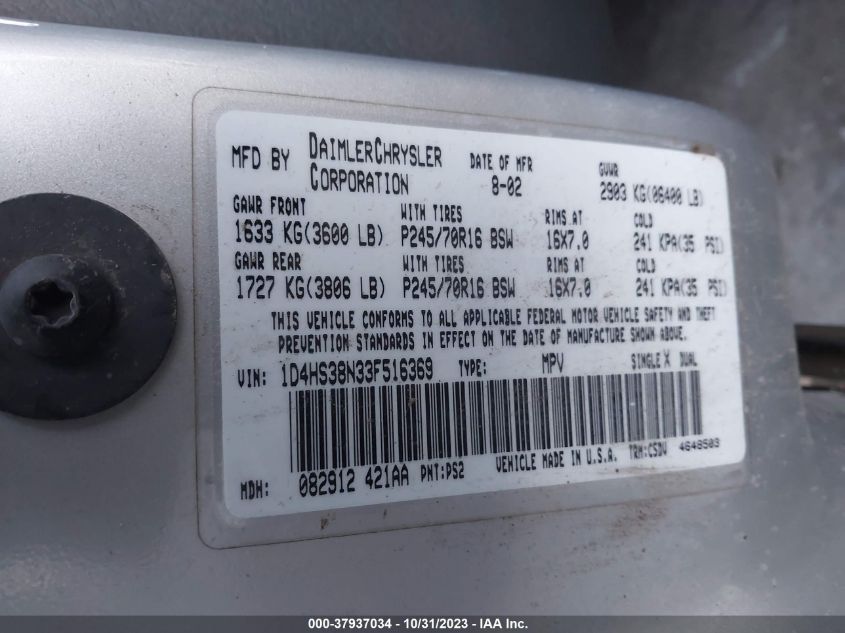 MFD BY DAIMLERCHRYSLER CORPORATION DATE OF MFR 8-02 GVWR 2903 KG(06400 LB)
GAWR FRONT WITH TIRES RIMS AT COLD
1633 KG(3600 LB) P245/70R16 BSW 16X7.0 241 KPA(35 PSI)
GAWR REAR WITH TIRES RIMS AT COLD
1727 KG(3806 LB) P245/70R16 BSW 16X7.0 241 KPA(35 PSI)
THIS VEHICLE CONFORMS TO ALL APPLICABLE FEDERAL MOTOR VEHICLE SAFETY AND THEFT
PREVENTION STANDARDS IN EFFECT ON THE DATE OF MANUFACTURE SHOWN ABOVE.
VIN: 1D4HS38N33F516369 TYPE: MPV SINGLE X DUAL
MDH: 082912 421AA PNT:PS2 VEHICLE MADE IN U.S.A. TRM:CSDV 4648503
000-37937034 - 10/31/2023 - IAAI.com.